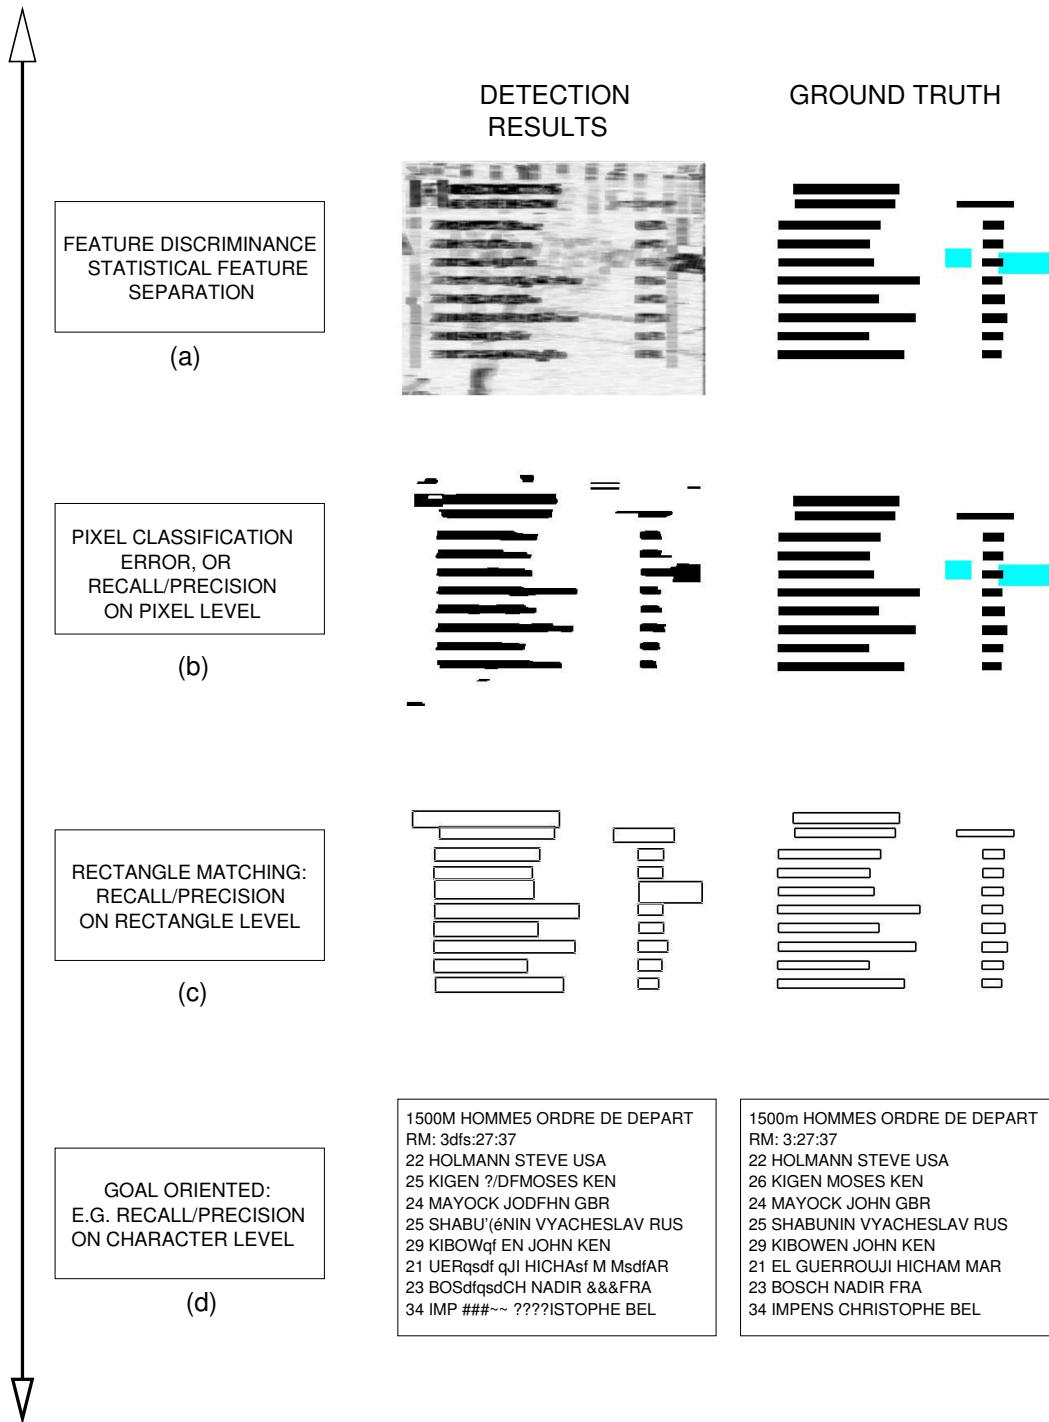 DETECTION
RESULTS
GROUND TRUTH
FEATURE DISCRIMINANCE
STATISTICAL FEATURE
SEPARATION
(a)
PIXEL CLASSIFICATION
ERROR, OR
RECALL/PRECISION
ON PIXEL LEVEL
(b)
RECTANGLE MATCHING:
RECALL/PRECISION
ON RECTANGLE LEVEL
(c)
GOAL ORIENTED:
E.G. RECALL/PRECISION
ON CHARACTER LEVEL
(d)
1500M HOMME5 ORDRE DE DEPART
RM: 3dfs:27:37
22 HOLMANN STEVE USA
25 KIGEN ?/DFMOSES KEN
24 MAYOCK JODFHN GBR
25 SHABU'(éNIN VYACHESLAV RUS
29 KIBOWqf EN JOHN KEN
21 UERqsdf qJI HICHAsf M MsdfAR
23 BOSdfqsdCH NADIR &&&FRA
34 IMP ###~~ ????ISTOPHE BEL
1500m HOMMES ORDRE DE DEPART
RM: 3:27:37
22 HOLMANN STEVE USA
26 KIGEN MOSES KEN
24 MAYOCK JOHN GBR
25 SHABUNIN VYACHESLAV RUS
29 KIBOWEN JOHN KEN
21 EL GUERROUJI HICHAM MAR
23 BOSCH NADIR FRA
34 IMPENS CHRISTOPHE BEL